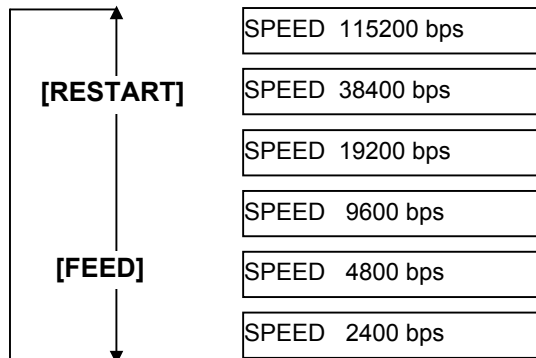 SPEED 115200 bps
[RESTART]
SPEED 38400 bps
SPEED 19200 bps
SPEED 9600 bps
[FEED]
SPEED 4800 bps
SPEED 2400 bps